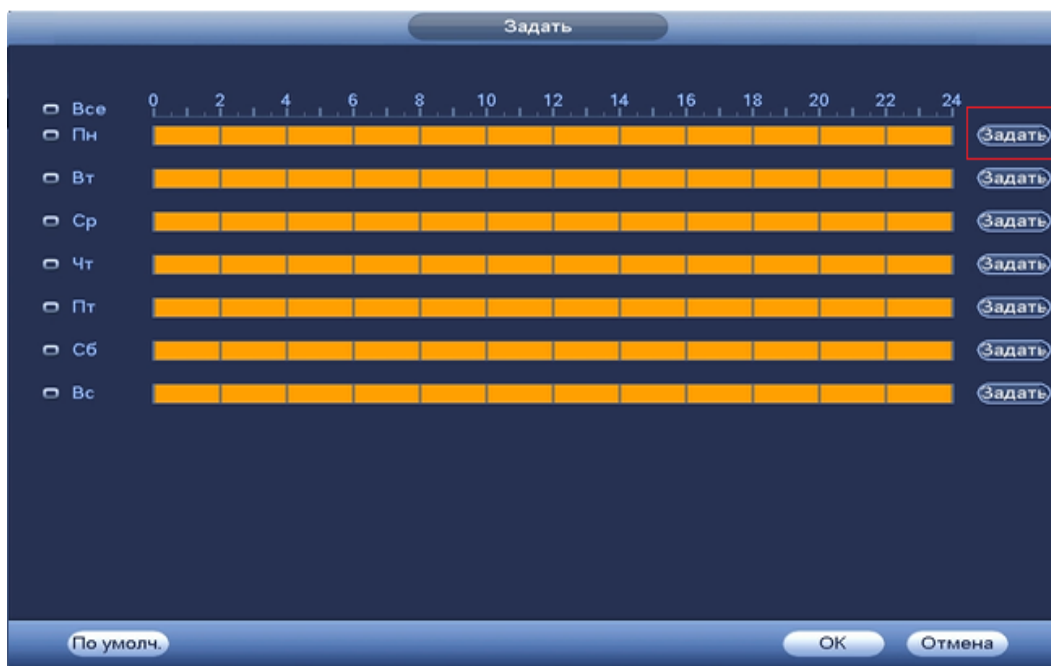 Задать
Все 0 2 4 6 8 10 12 14 16 18 20 22 24
Пн Задать
Вт Задать
Ср Задать
Чт Задать
Пт Задать
Сб Задать
Вс Задать
По умолч. OK Отмена